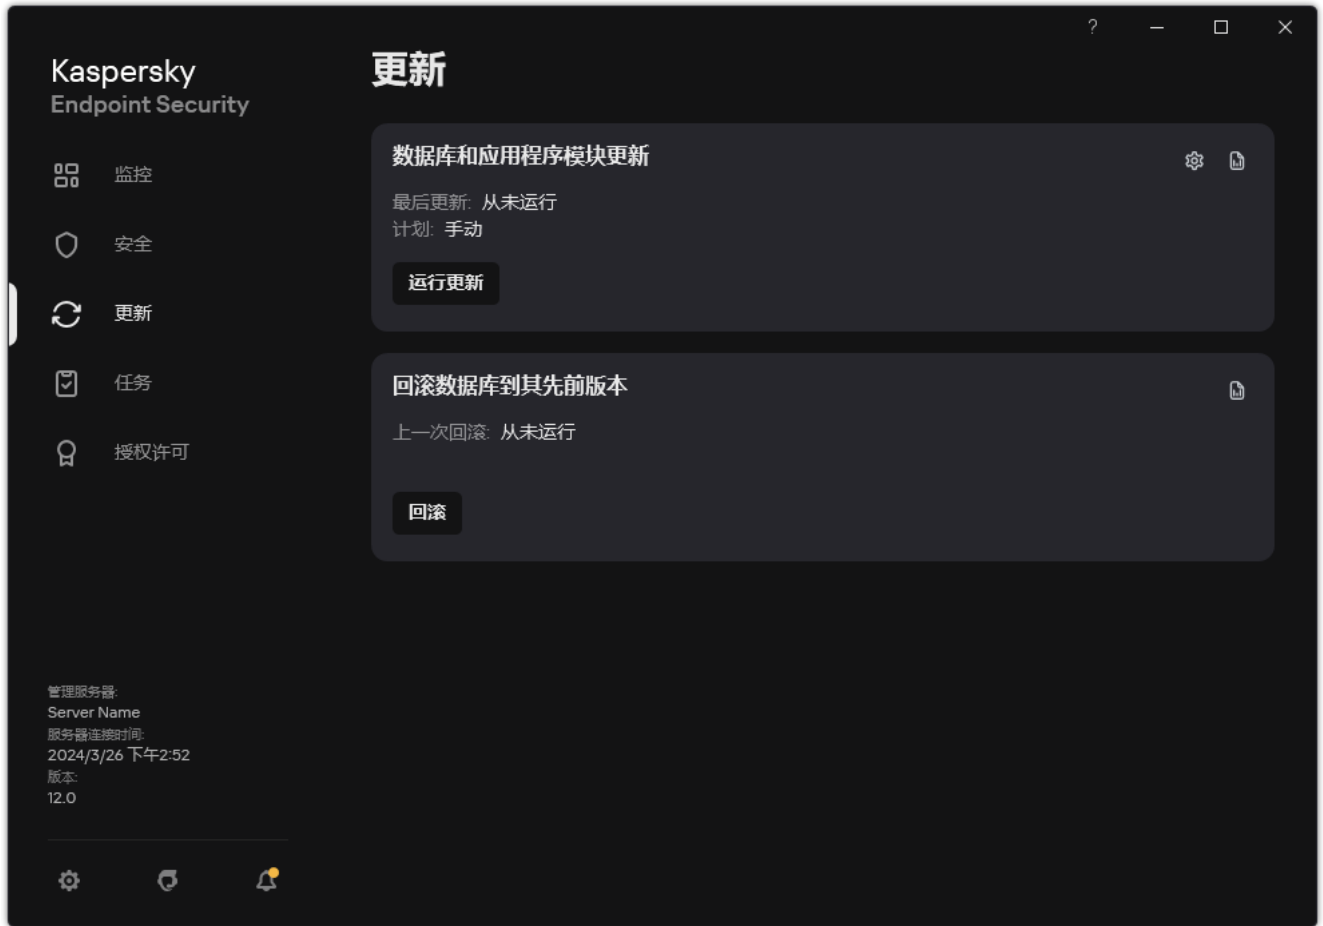 Kaspersky
Endpoint Security
监控
安全
更新
任务
授权许可
管理服务器:
Server Name
服务器连接时间:
2024/3/26 下午2:52
版本:
12.0
?
更新
数据库和应用程序模块更新
最后更新: 从未运行
计划: 手动
运行更新
回滚数据库到其先前版本
上一次回滚: 从未运行
回滚